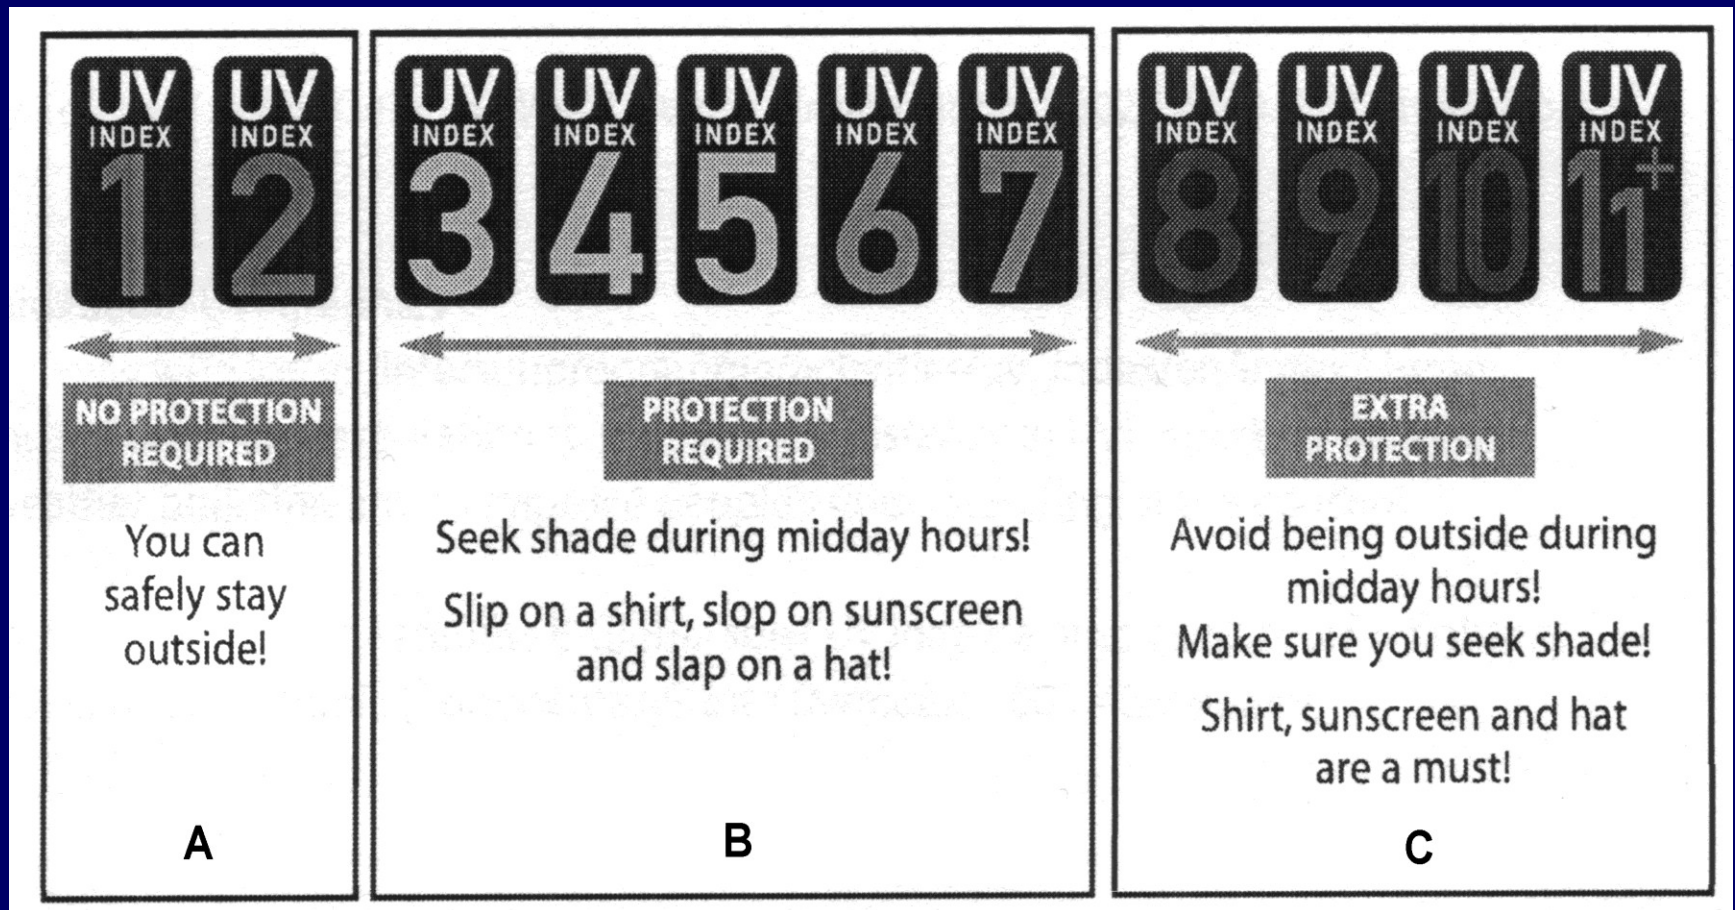 UV
INDEX
1
UV
INDEX
2
NO PROTECTION
REQUIRED
You can
safely stay
outside!
A
UV
INDEX
3
UV
INDEX
4
UV
INDEX
5
UV
INDEX
6
UV
INDEX
7
PROTECTION
REQUIRED
Seek shade during midday hours!
Slip on a shirt, slop on sunscreen
and slap on a hat!
B
UV
INDEX
8
UV
INDEX
9
UV
INDEX
10
UV
INDEX
11+
EXTRA
PROTECTION
Avoid being outside during
midday hours!
Make sure you seek shade!
Shirt, sunscreen and hat
are a must!
C